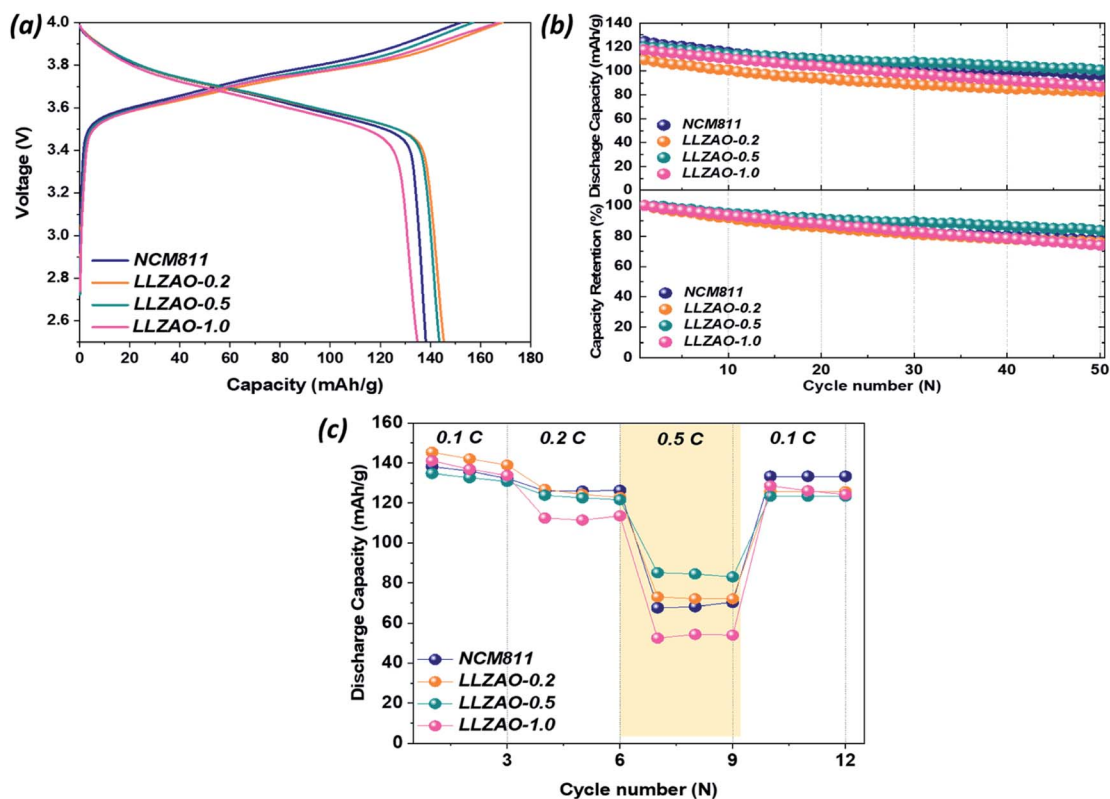 (a)
4.0
3.8
3.6
3.4
3.2
3.0
2.8
2.6
Voltage (V)
NCM811
LLZAO-0.2
LLZAO-0.5
LLZAO-1.0
0 20 40 60 80 100 120 140 160 180
Capacity (mAh/g)
(b)
140
120
100
80
60
40
20
0
Dischage Capacity (mAh/g)
NCM811
LLZAO-0.2
LLZAO-0.5
LLZAO-1.0
100
80
60
40
20
0
Capacity Retention (%)
NCM811
LLZAO-0.2
LLZAO-0.5
LLZAO-1.0
10 20 30 40 50
Cycle number (N)
(c)
160
140
120
100
80
60
40
20
0
Discharge Capacity (mAh/g)
0.1 C 0.2 C 0.5 C 0.1 C
NCM811
LLZAO-0.2
LLZAO-0.5
LLZAO-1.0
3 6 9 12
Cycle number (N)